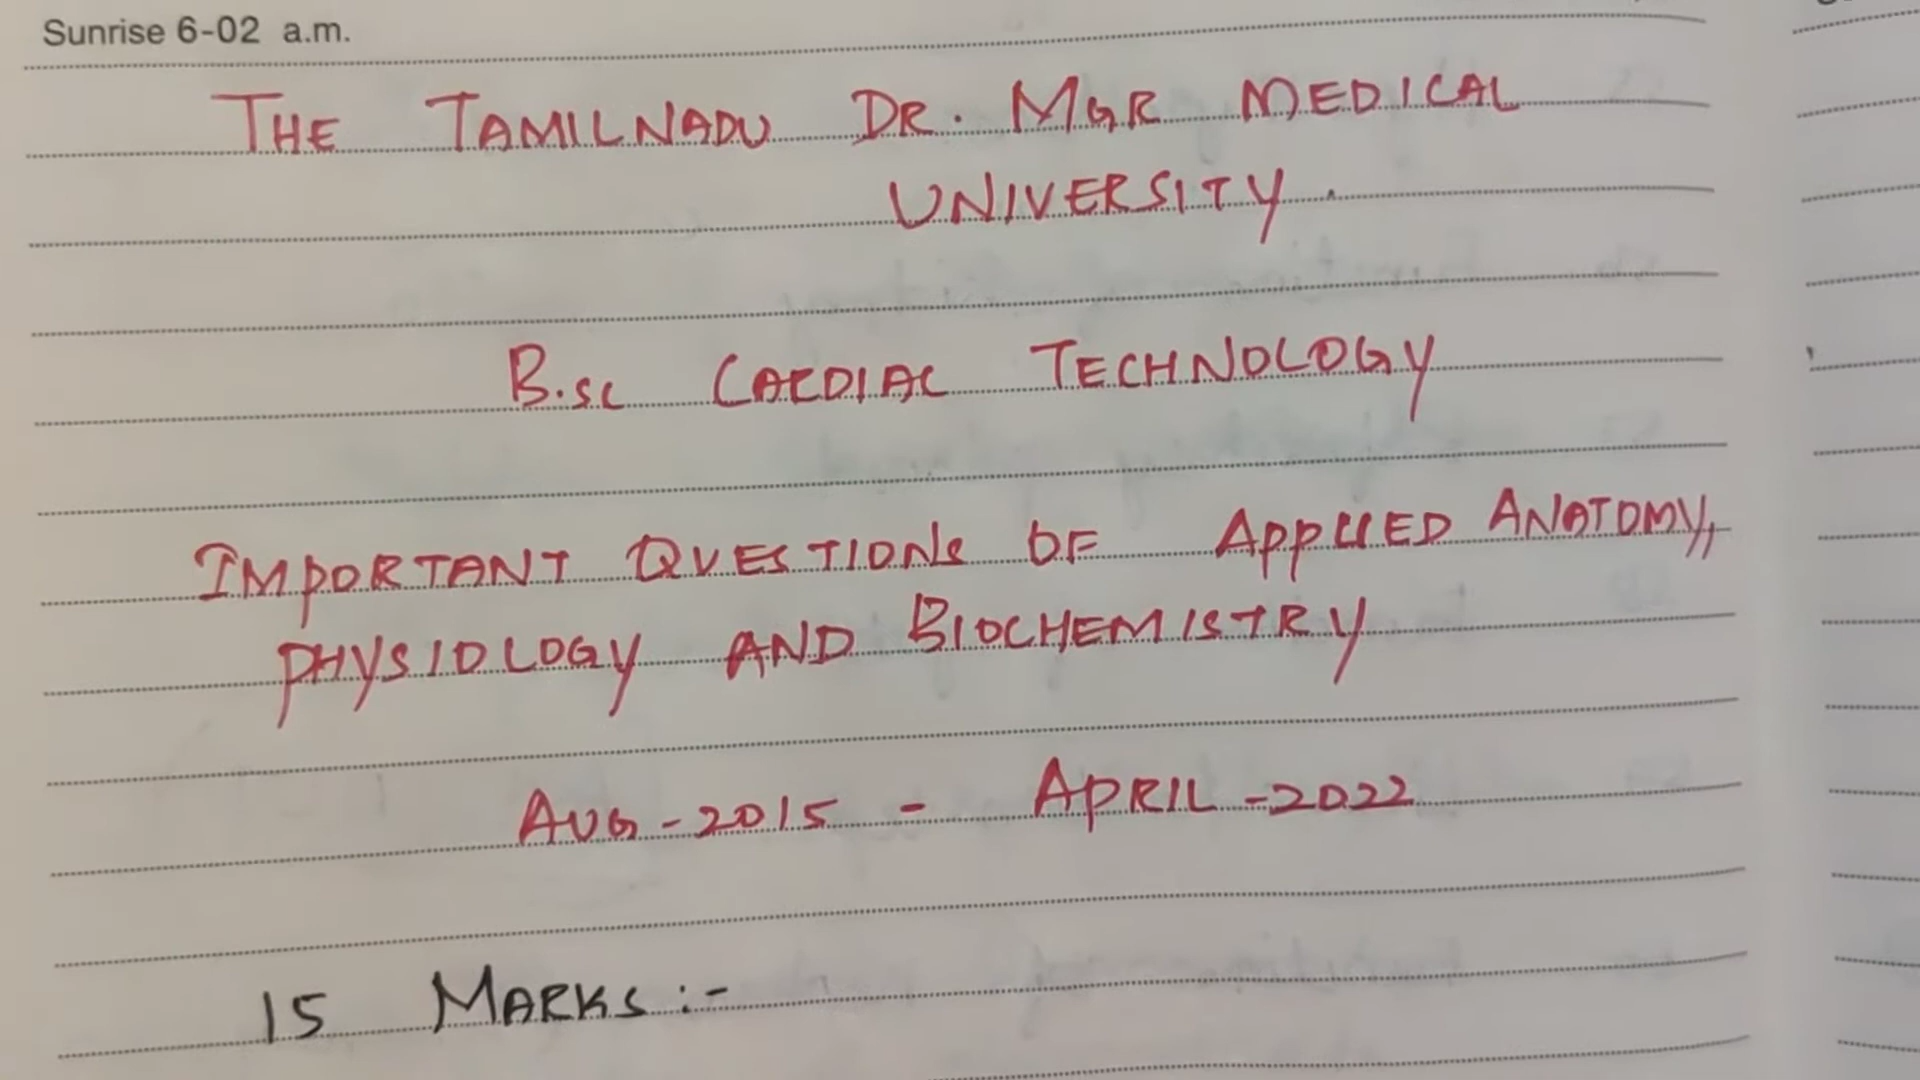 Sunrise 6-02 a.m.
THE TAMILNADU DR. MGR MEDICAL
UNIVERSITY.
B.sc CARDIAC TECHNOLOGY
IMPORTANT QUESTIONS OF APPLIED ANATOMY,
PHYSIOLOGY AND BIOCHEMISTRY
AUG-2015 - APRIL-2022
15 MARKS:-